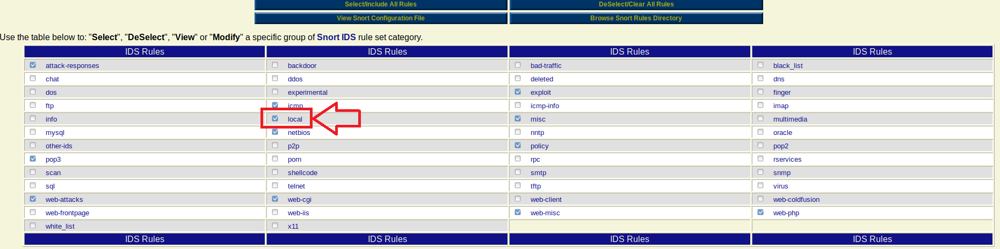 Select/Include All Rules DeSelect/Clear All Rules
View Snort Configuration File Browse Snort Rules Directory
Use the table below to: "Select", "DeSelect", "View" or "Modify" a specific group of Snort IDS rule set category.
IDS Rules IDS Rules IDS Rules IDS Rules
attack-responses backdoor bad-traffic black_list
chat ddos deleted dns
dos experimental exploit finger
ftp icmp icmp-info imap
info local misc multimedia
mysql netbios nntp oracle
other-ids p2p policy pop2
pop3 porn rpc rservices
scan shellcode smtp snmp
sql telnet tftp virus
web-attacks web-cgi web-client web-coldfusion
web-frontpage web-iis web-misc web-php
white_list x11
IDS Rules IDS Rules IDS Rules IDS Rules